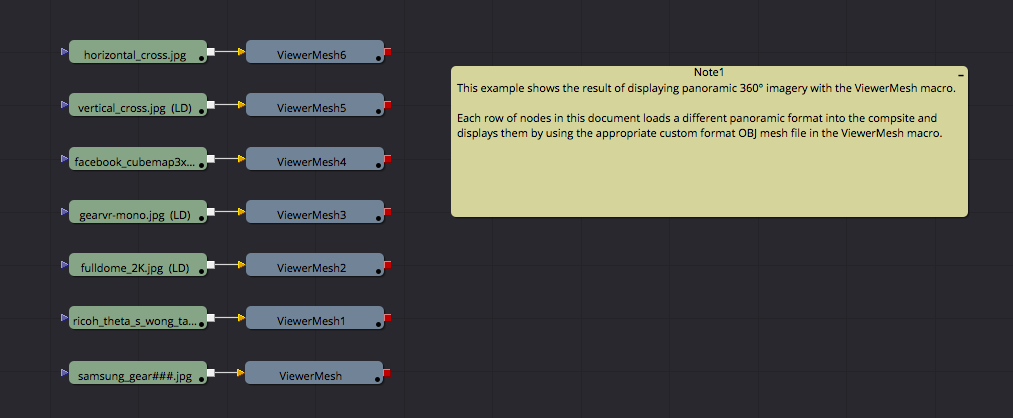 horizontal_cross.jpg
ViewerMesh6
vertical_cross.jpg (LD)
ViewerMesh5
facebook_cubemap3x...
ViewerMesh4
gearvr-mono.jpg (LD)
ViewerMesh3
fulldome_2K.jpg (LD)
ViewerMesh2
ricoh_theta_s_wong_ta...
ViewerMesh1
samsung_gear###.jpg
ViewerMesh
Note1
This example shows the result of displaying panoramic 360° imagery with the ViewerMesh macro.
Each row of nodes in this document loads a different panoramic format into the compsite and
displays them by using the appropriate custom format OBJ mesh file in the ViewerMesh macro.